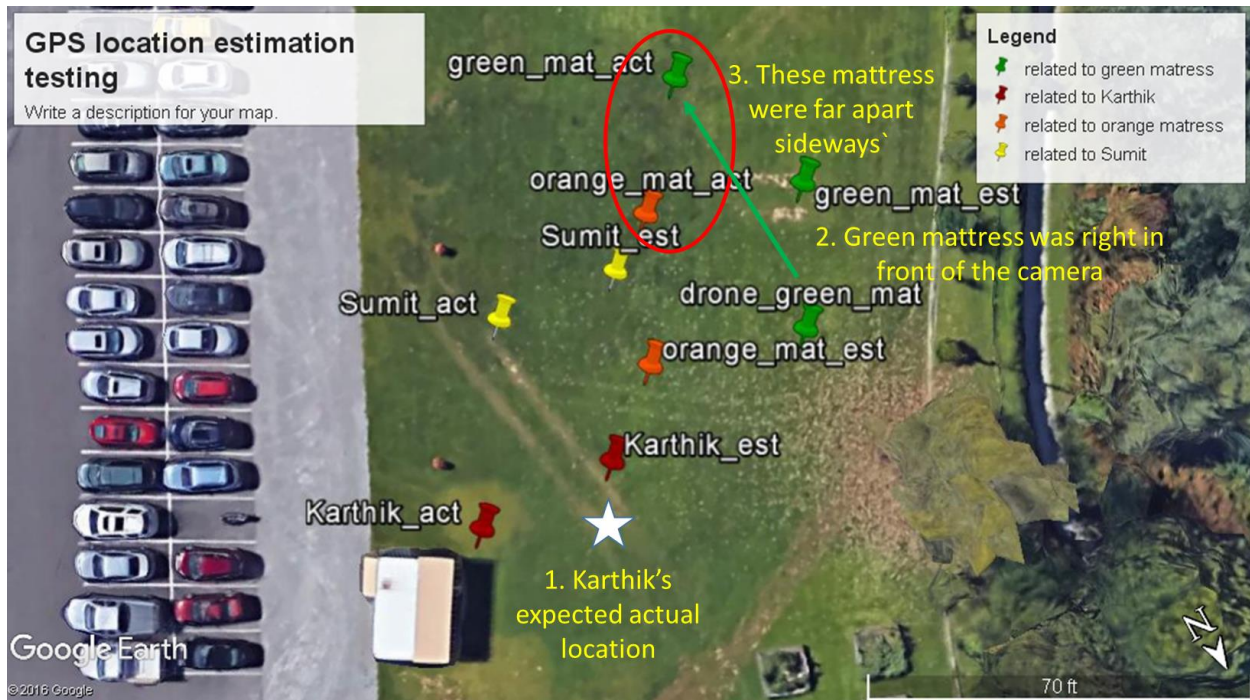 GPS location estimation
testing
Write a description for your map.
Legend
related to green matress
related to Karthik
related to orange matress
related to Sumit
green_mat_act
3. These mattress
were far apart
sideways`
orange_mat_act
green_mat_est
Sumit_est
2. Green mattress was right in
front of the camera
drone_green_mat
Sumit_act
orange_mat_est
Karthik_est
Karthik_act
1. Karthik’s
expected actual
location
Google Earth
©2016 Google
N
70 ft